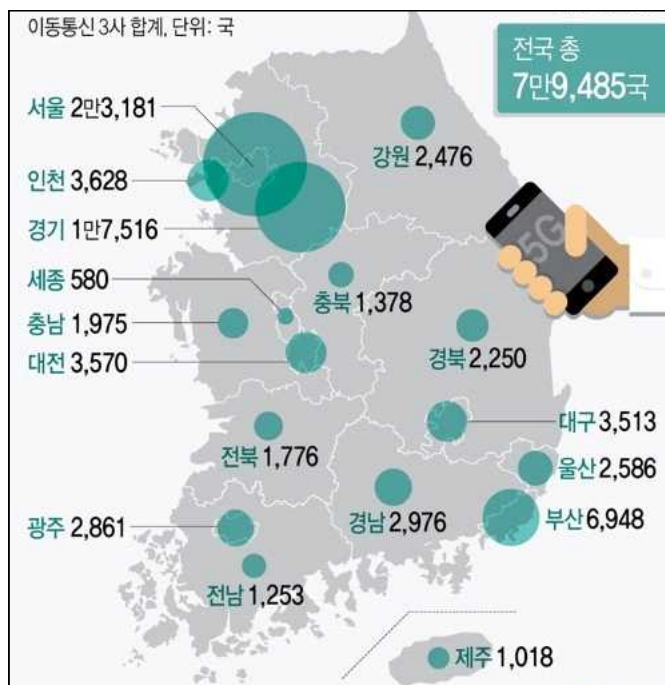 이동통신 3사 합계, 단위: 국
전국 총
7만9,485국
서울 2만3,181
강원 2,476
인천 3,628
경기 1만7,516
5G
세종 580
충북 1,378
충남 1,975
경북 2,250
대전 3,570
대구 3,513
전북 1,776
울산 2,586
광주 2,861
경남 2,976
부산 6,948
전남 1,253
제주 1,018